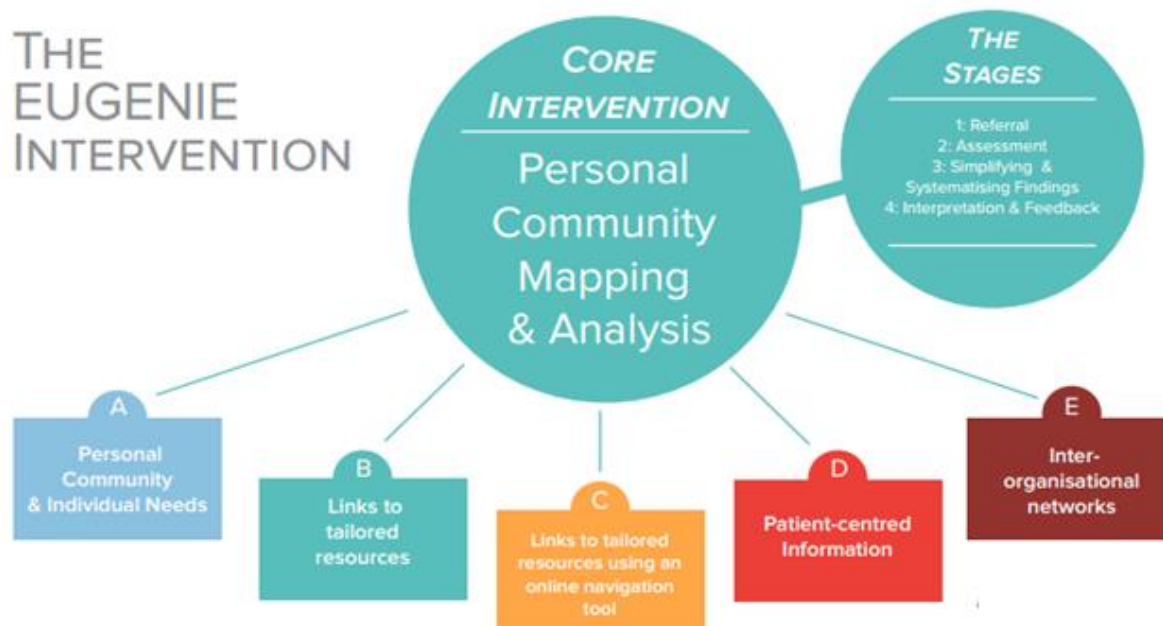 THE
EUGENIE
INTERVENTION
CORE
INTERVENTION
Personal
Community
Mapping
& Analysis
THE
STAGES
1: Referral
2: Assessment
3: Simplifying &
Systematising Findings
4: Interpretation & Feedback
A
Personal
Community
& Individual Needs
B
Links to
tailored
resources
C
Links to tailored
resources using an
online navigation
tool
D
Patient-centred
Information
E
Inter-
organisational
networks